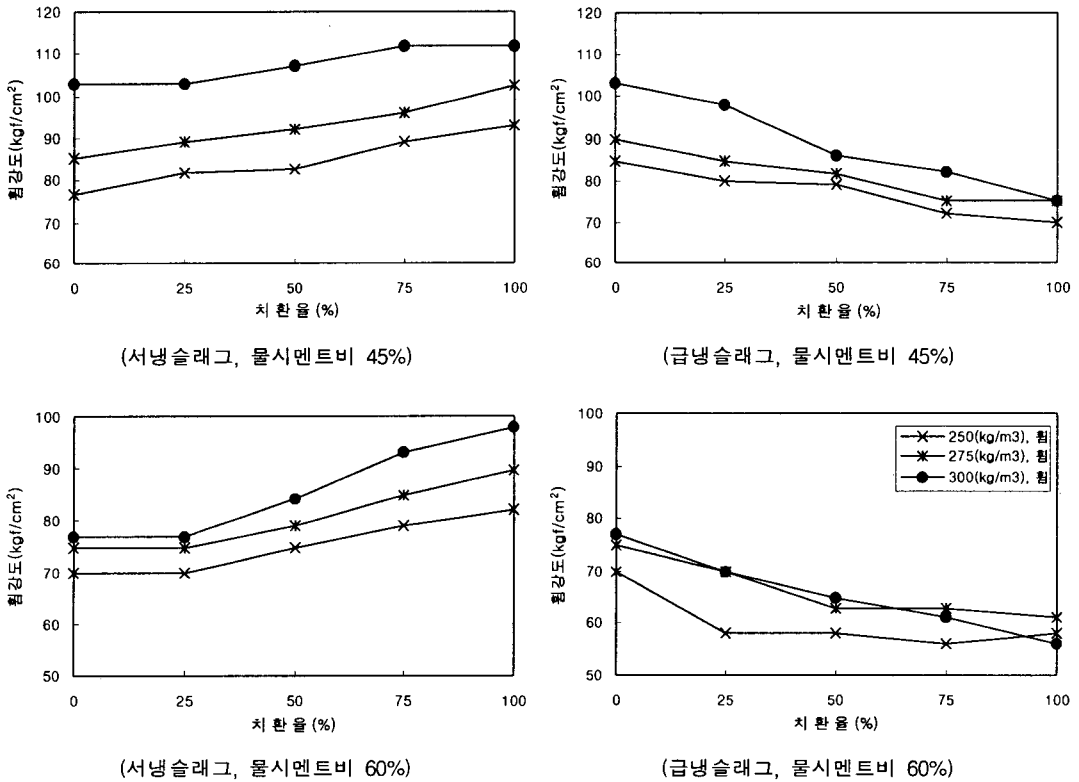 120
110
100
90
80
70
60
휨강도(kgf/cm²)
0 25 50 75 100
치 환 율 (%)
(서냉슬래그, 물시멘트비 45%)
120
110
100
90
80
70
60
휨강도(kgf/cm²)
0 25 50 75 100
치 환 율 (%)
(급냉슬래그, 물시멘트비 45%)
100
90
80
70
60
50
휨강도(kgf/cm²)
0 25 50 75 100
치 환 율 (%)
(서냉슬래그, 물시멘트비 60%)
100
90
80
70
60
50
휨강도(kgf/cm²)
250(kg/m3), 휨
275(kg/m3), 휨
300(kg/m3), 휨
0 25 50 75 100
치 환 율 (%)
(급냉슬래그, 물시멘트비 60%)